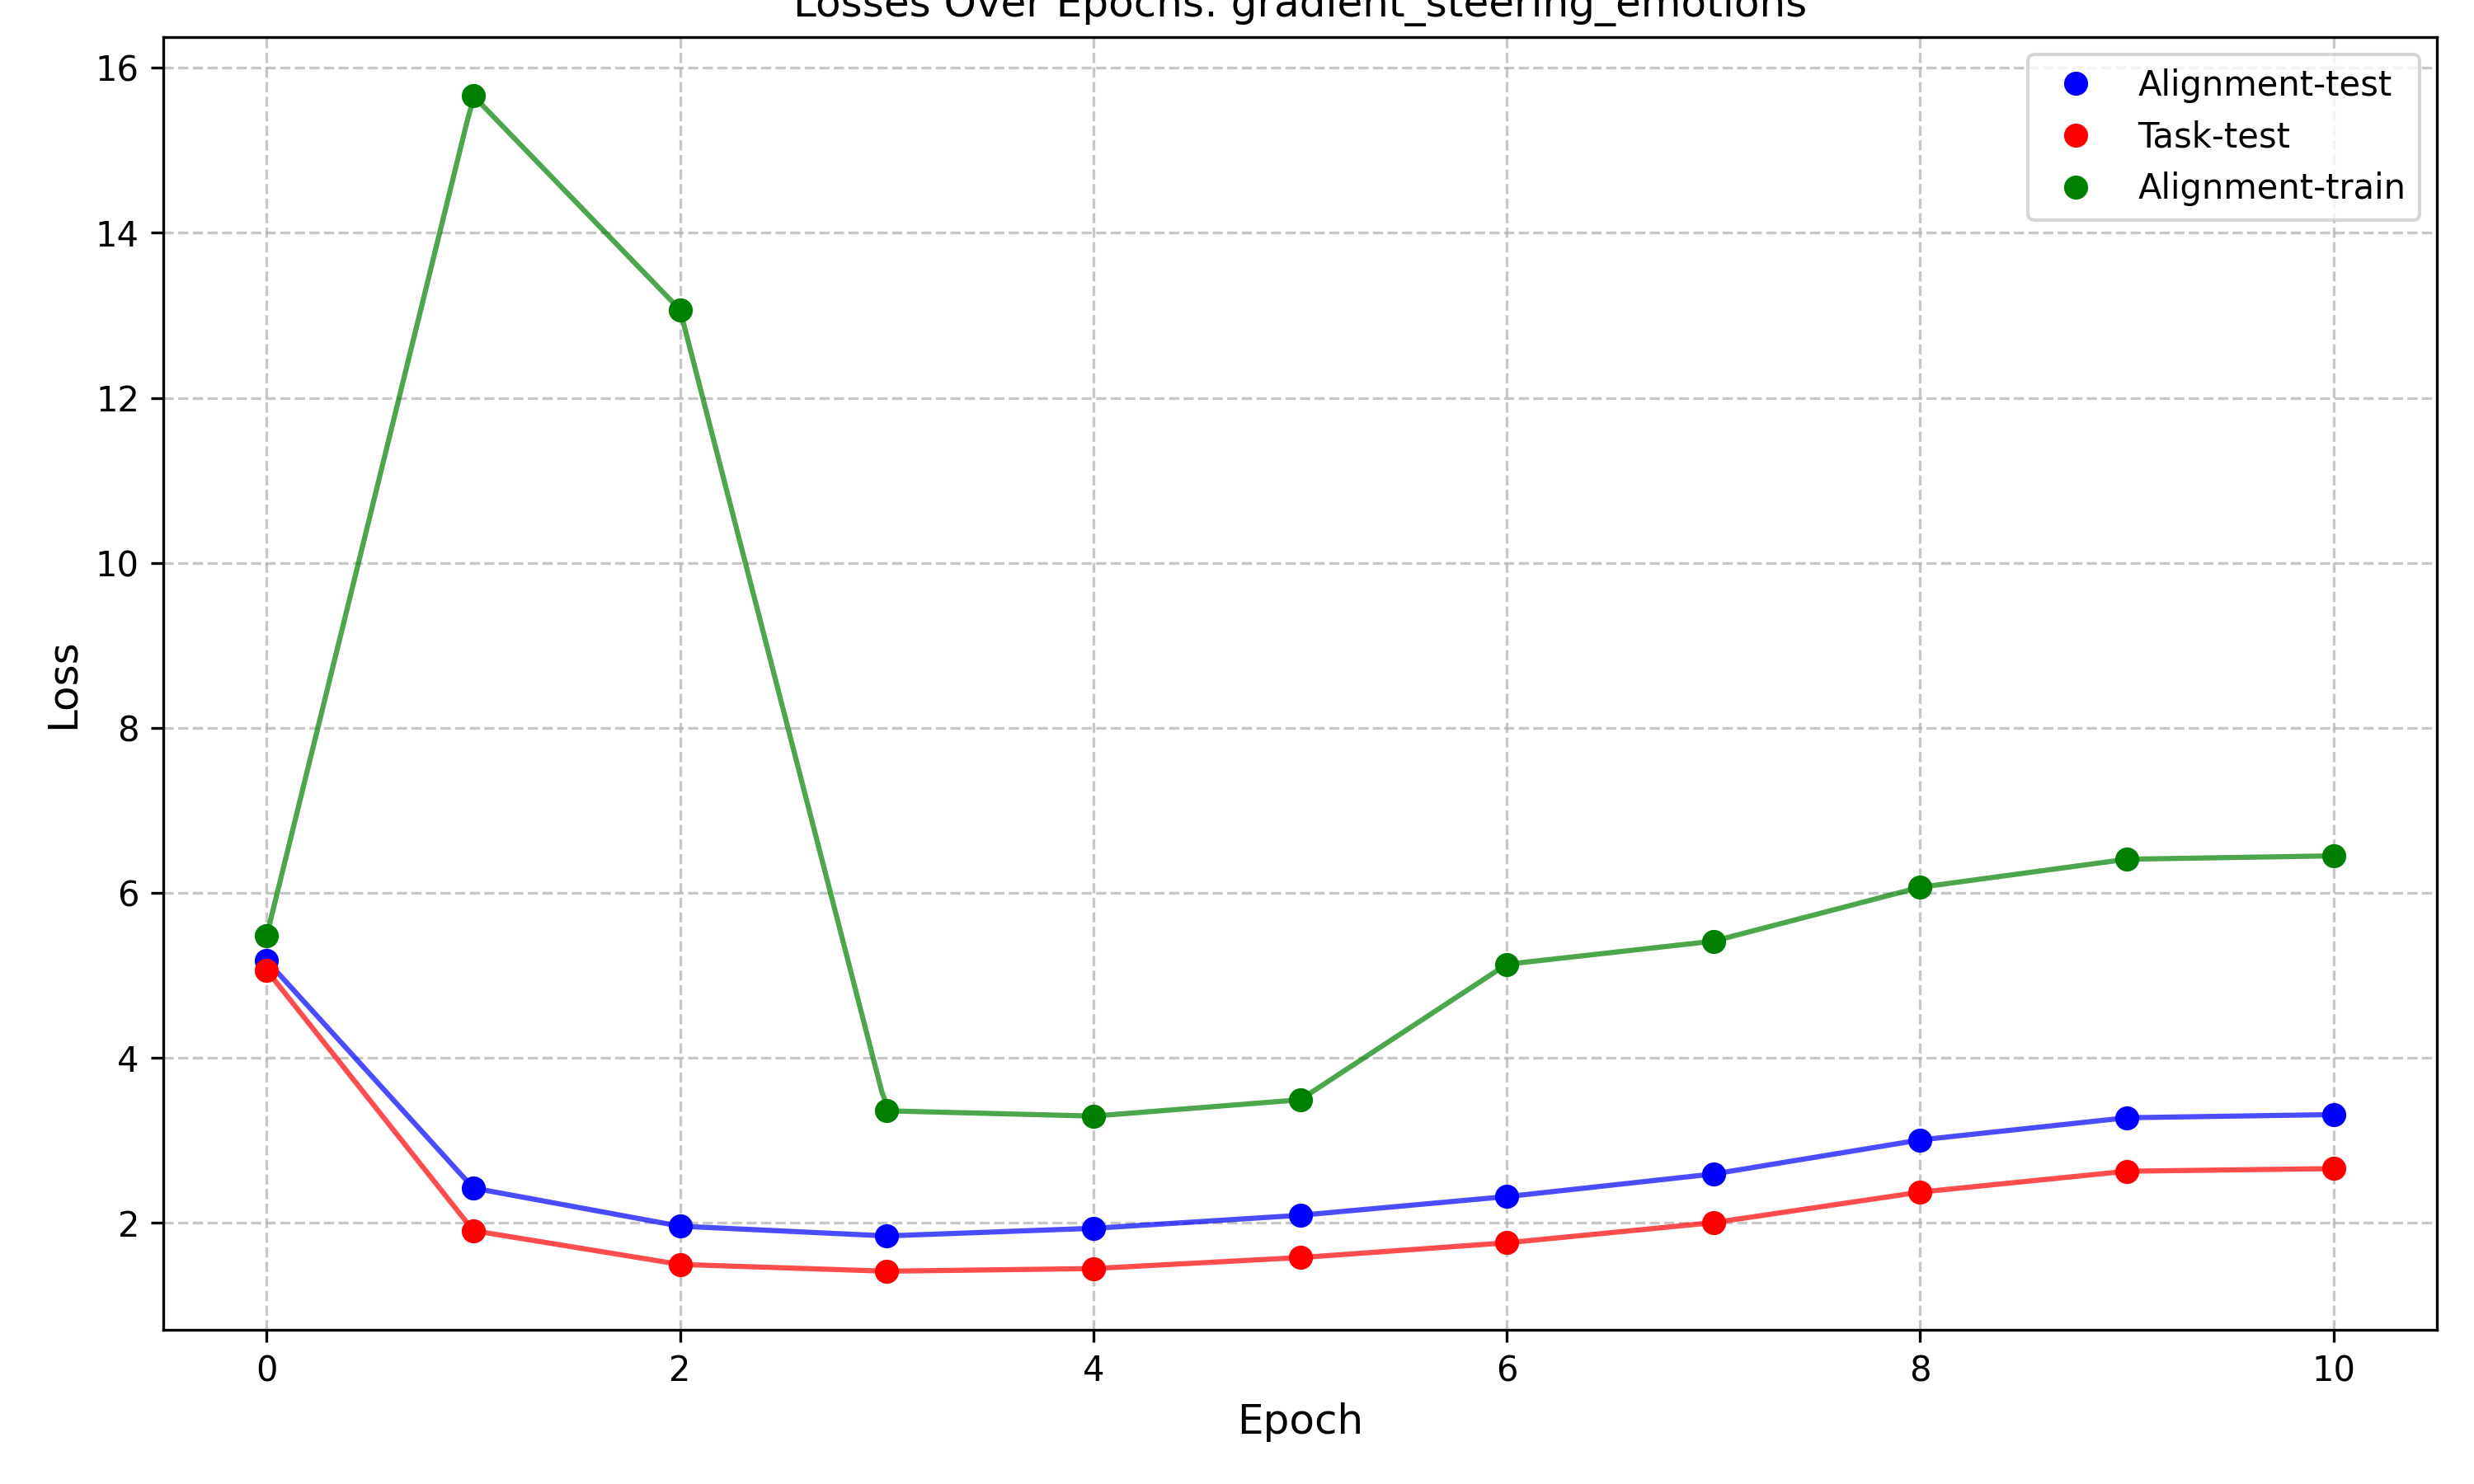 Losses Over Epochs: gradient_steering_emotions
16
14
12
10
8
6
4
2
Loss
Alignment-test
Task-test
Alignment-train
0 2 4 6 8 10
Epoch